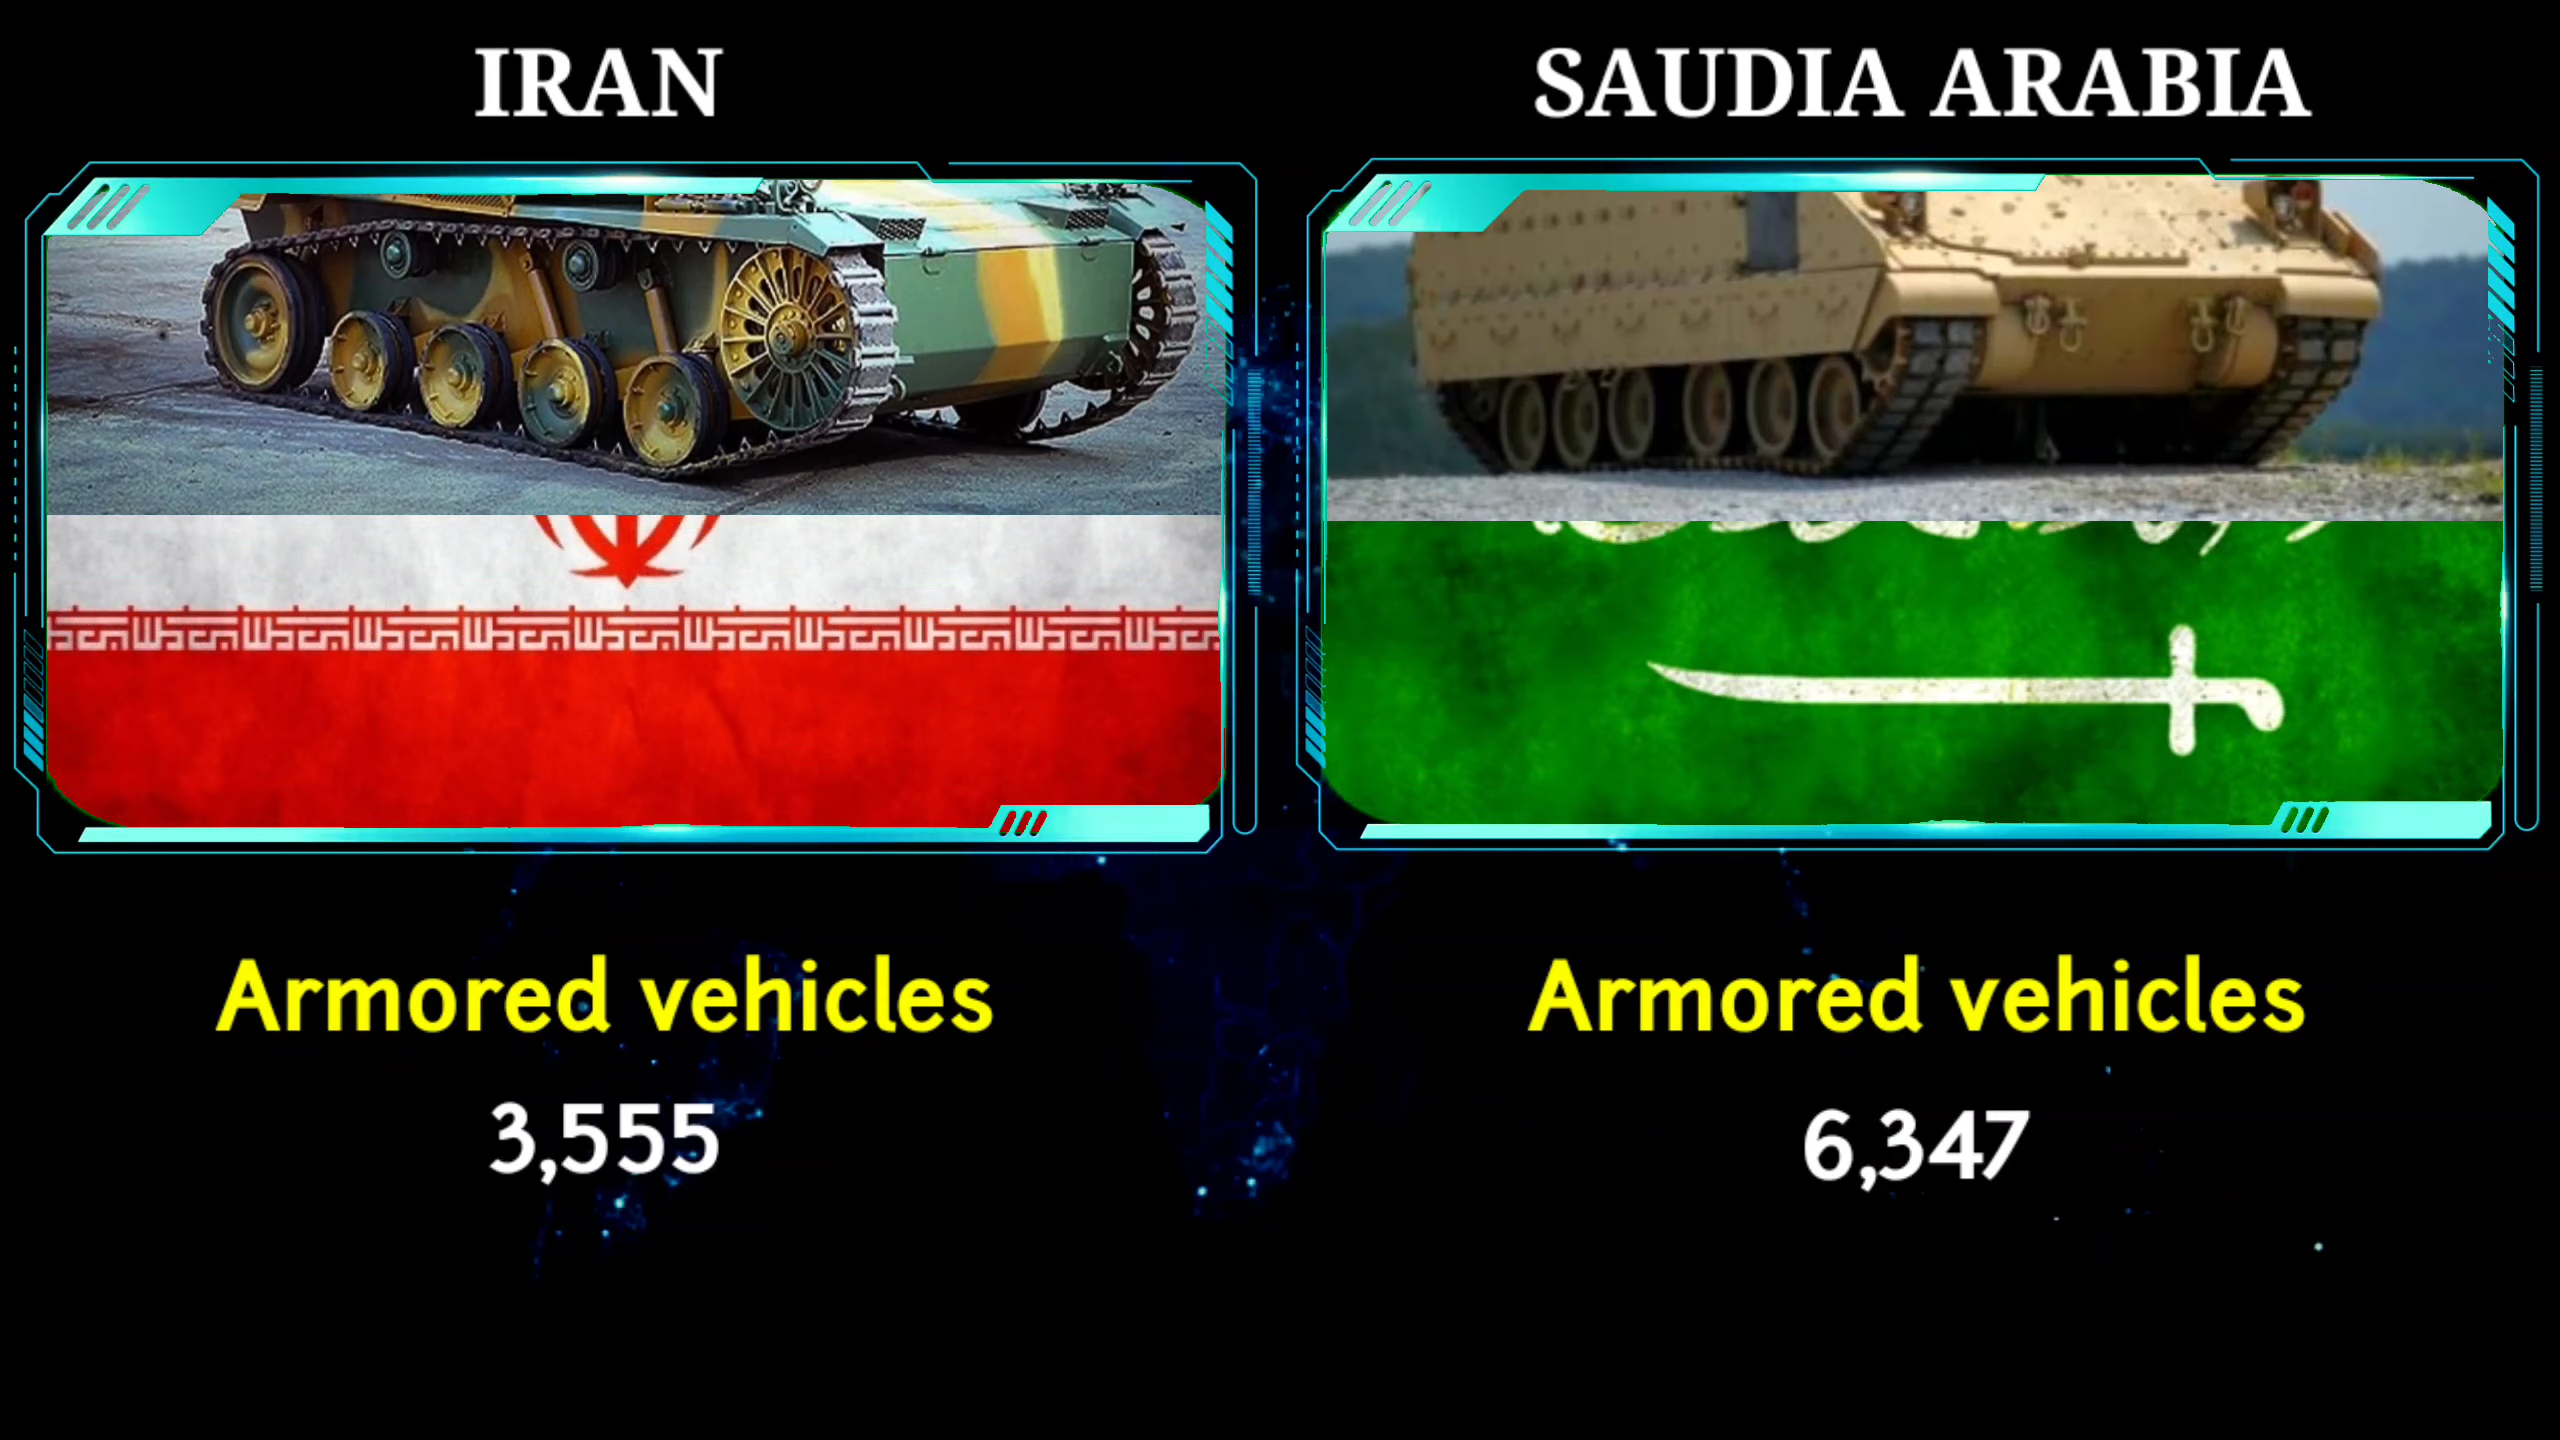 IRAN
SAUDIA ARABIA
Armored vehicles
Armored vehicles
3,555
6,347